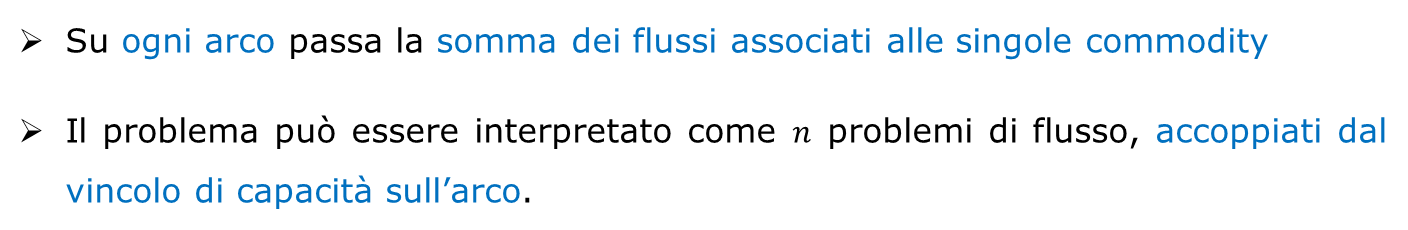 ➢ Su ogni arco passa la somma dei flussi associati alle singole commodity
➢ Il problema può essere interpretato come 𝑛 problemi di flusso, accoppiati dal
vincolo di capacità sull’arco.